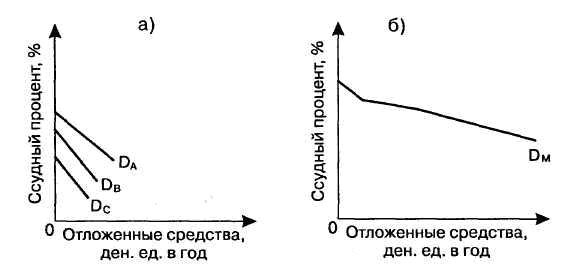 а)
Ссудный процент, %
D_A
D_B
D_C
0
Отложенные средства,
ден. ед. в год
б)
Ссудный процент, %
D_M
0
Отложенные средства,
ден. ед. в год